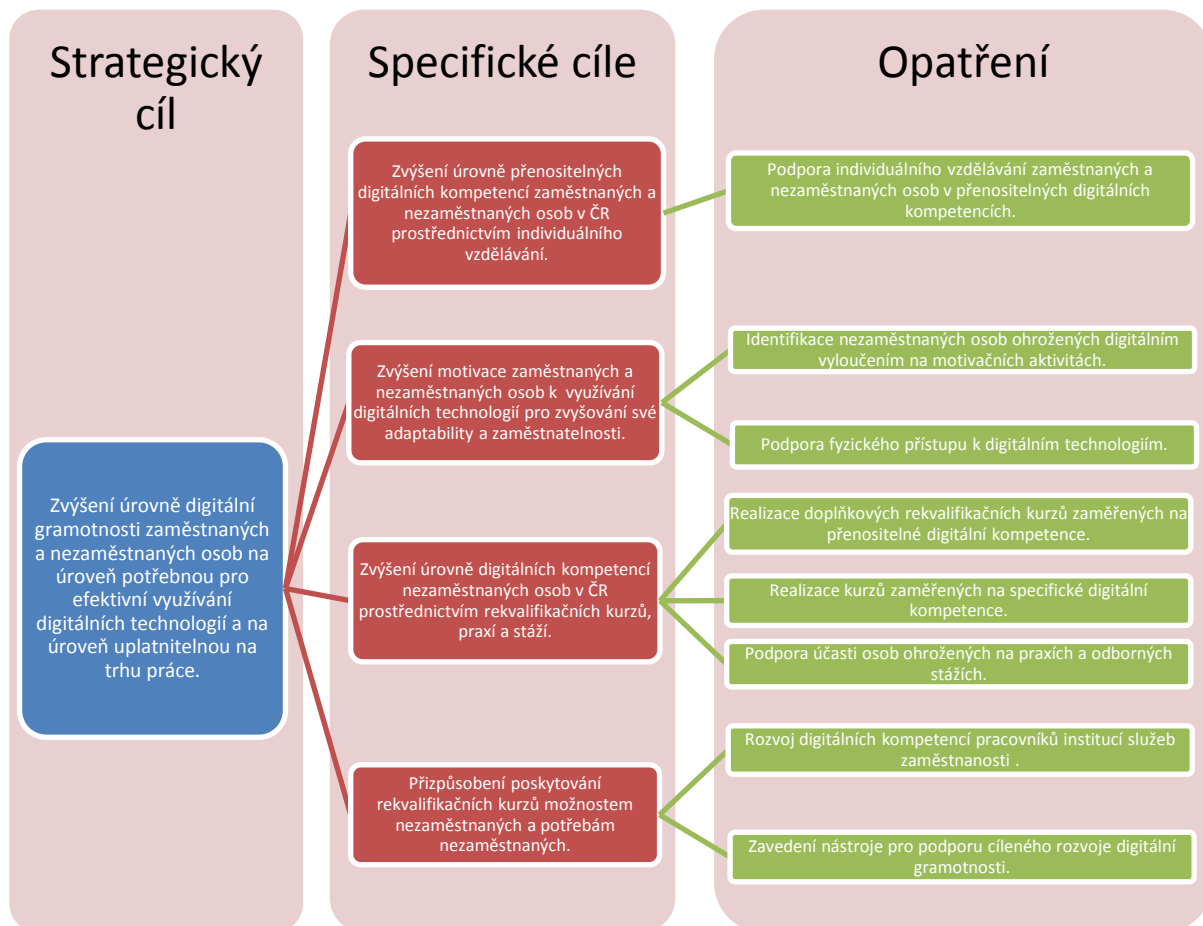 Strategický
cíl
Zvýšení úrovně digitální
gramotnosti zaměstnaných
a nezaměstnaných osob na
úroveň potřebnou pro
efektivní využívání
digitálních technologií a na
úroveň uplatnitelnou na
trhu práce.
Specifické cíle
Zvýšení úrovně přenositelných
digitálních kompetencí zaměstnaných a
nezaměstnaných osob v ČR
prostřednictvím individuálního
vzdělávání.
Zvýšení motivace zaměstnaných a
nezaměstnaných osob k  využívání
digitálních technologií pro zvyšování své
adaptability a zaměstnatelnosti.
Zvýšení úrovně digitálních kompetencí
nezaměstnaných osob v ČR
prostřednictvím rekvalifikačních kurzů,
praxí a stáží.
Přizpůsobení poskytování
rekvalifikačních kurzů možnostem
nezaměstnaných a potřebám
nezaměstnaných.
Opatření
Podpora individuálního vzdělávání zaměstnaných a
nezaměstnaných osob v přenositelných digitálních
kompetencích.
Identifikace nezaměstnaných osob ohrožených digitálním
vyloučením na motivačních aktivitách.
Podpora fyzického přístupu k digitálním technologiím.
Realizace doplňkových rekvalifikačních kurzů zaměřených na
přenositelné digitální kompetence.
Realizace kurzů zaměřených na specifické digitální
kompetence.
Podpora účasti osob ohrožených na praxích a odborných
stážích.
Rozvoj digitálních kompetencí pracovníků institucí služeb
zaměstnanosti .
Zavedení nástroje pro podporu cíleného rozvoje digitální
gramotnosti.